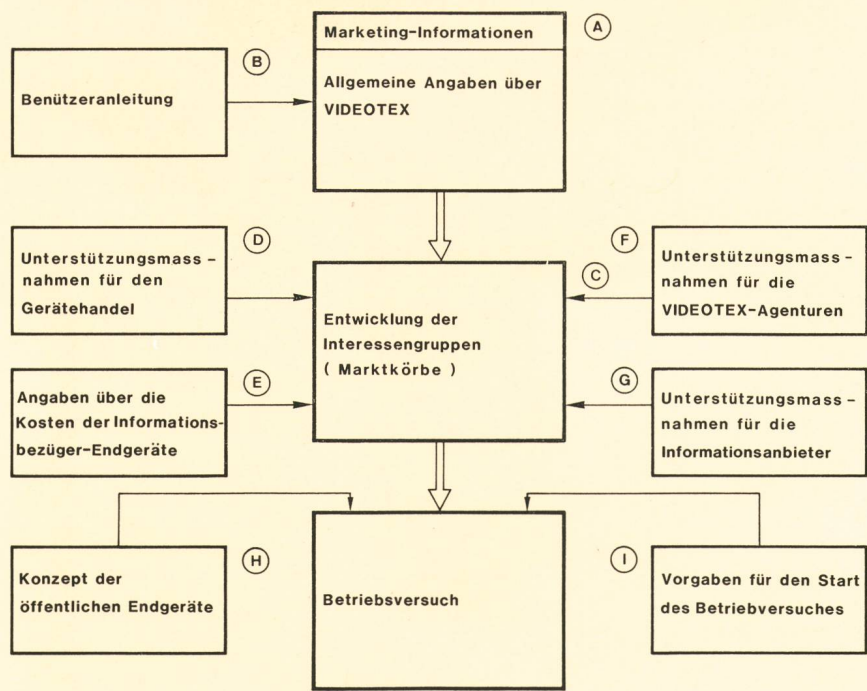 Marketing-Informationen
A
B
Benützeranleitung
Allgemeine Angaben über
VIDEOTEX
D
Unterstützungsmass-
nahmen für den
Gerätehandel
F
Unterstützungsmass-
nahmen für die
VIDEOTEX-Agenturen
C
Entwicklung der
Interessengruppen
( Marktkörbe )
E
Angaben über die
Kosten der Informations-
bezüger-Endgeräte
G
Unterstützungsmass-
nahmen für die
Informationsanbieter
H
Konzept der
öffentlichen Endgeräte
Betriebsversuch
I
Vorgaben für den Start
des Betriebversuches